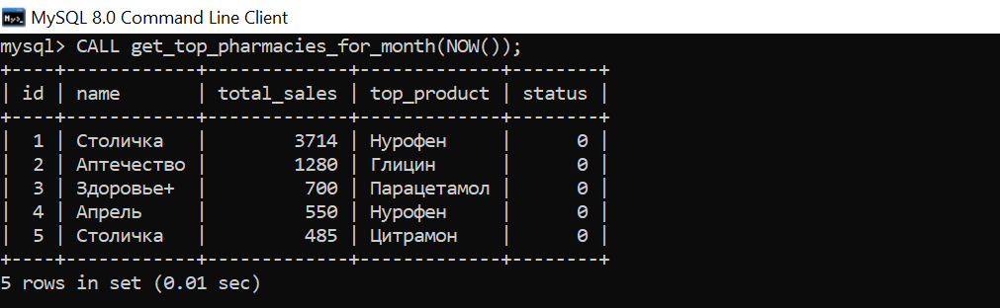 MySQL 8.0 Command Line Client
mysql> CALL get_top_pharmacies_for_month(NOW());
+----+------------+-------------+-------------+--------+
| id | name       | total_sales | top_product | status |
+----+------------+-------------+-------------+--------+
|  1 | Столичка   |        3714 | Нурофен     |      0 |
|  2 | Аптечество |        1280 | Глицин      |      0 |
|  3 | Здоровье+  |         700 | Парацетамол |      0 |
|  4 | Апрель     |         550 | Нурофен     |      0 |
|  5 | Столичка   |         485 | Цитрамон    |      0 |
+----+------------+-------------+-------------+--------+
5 rows in set (0.01 sec)